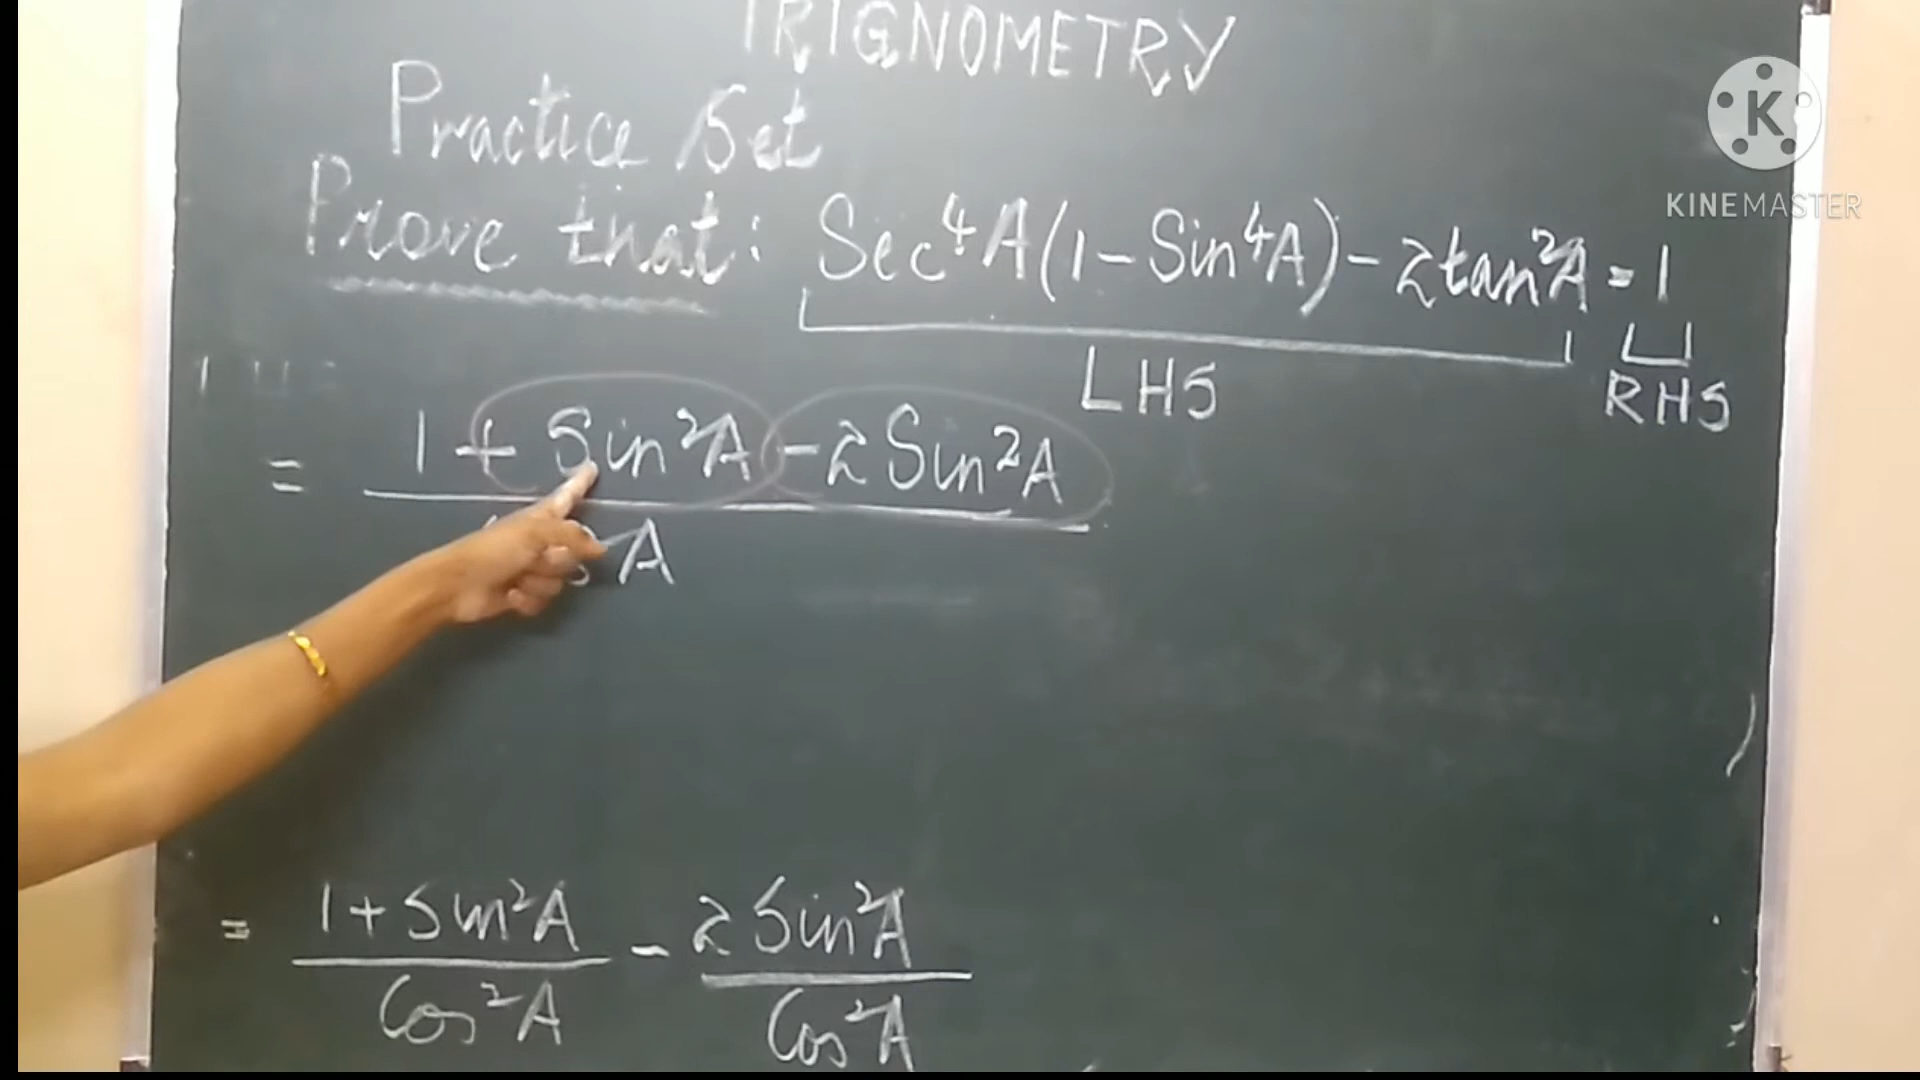 TRIGNOMETRY
Practice Set
Prove that: Sec⁴A(1-Sin⁴A)-2tan²A=1
LHS RHS
= 1+Sin²A-2Sin²A
A
= 1+Sin²A - 2Sin²A
Cos²A Cos²A
K
KINEMASTER